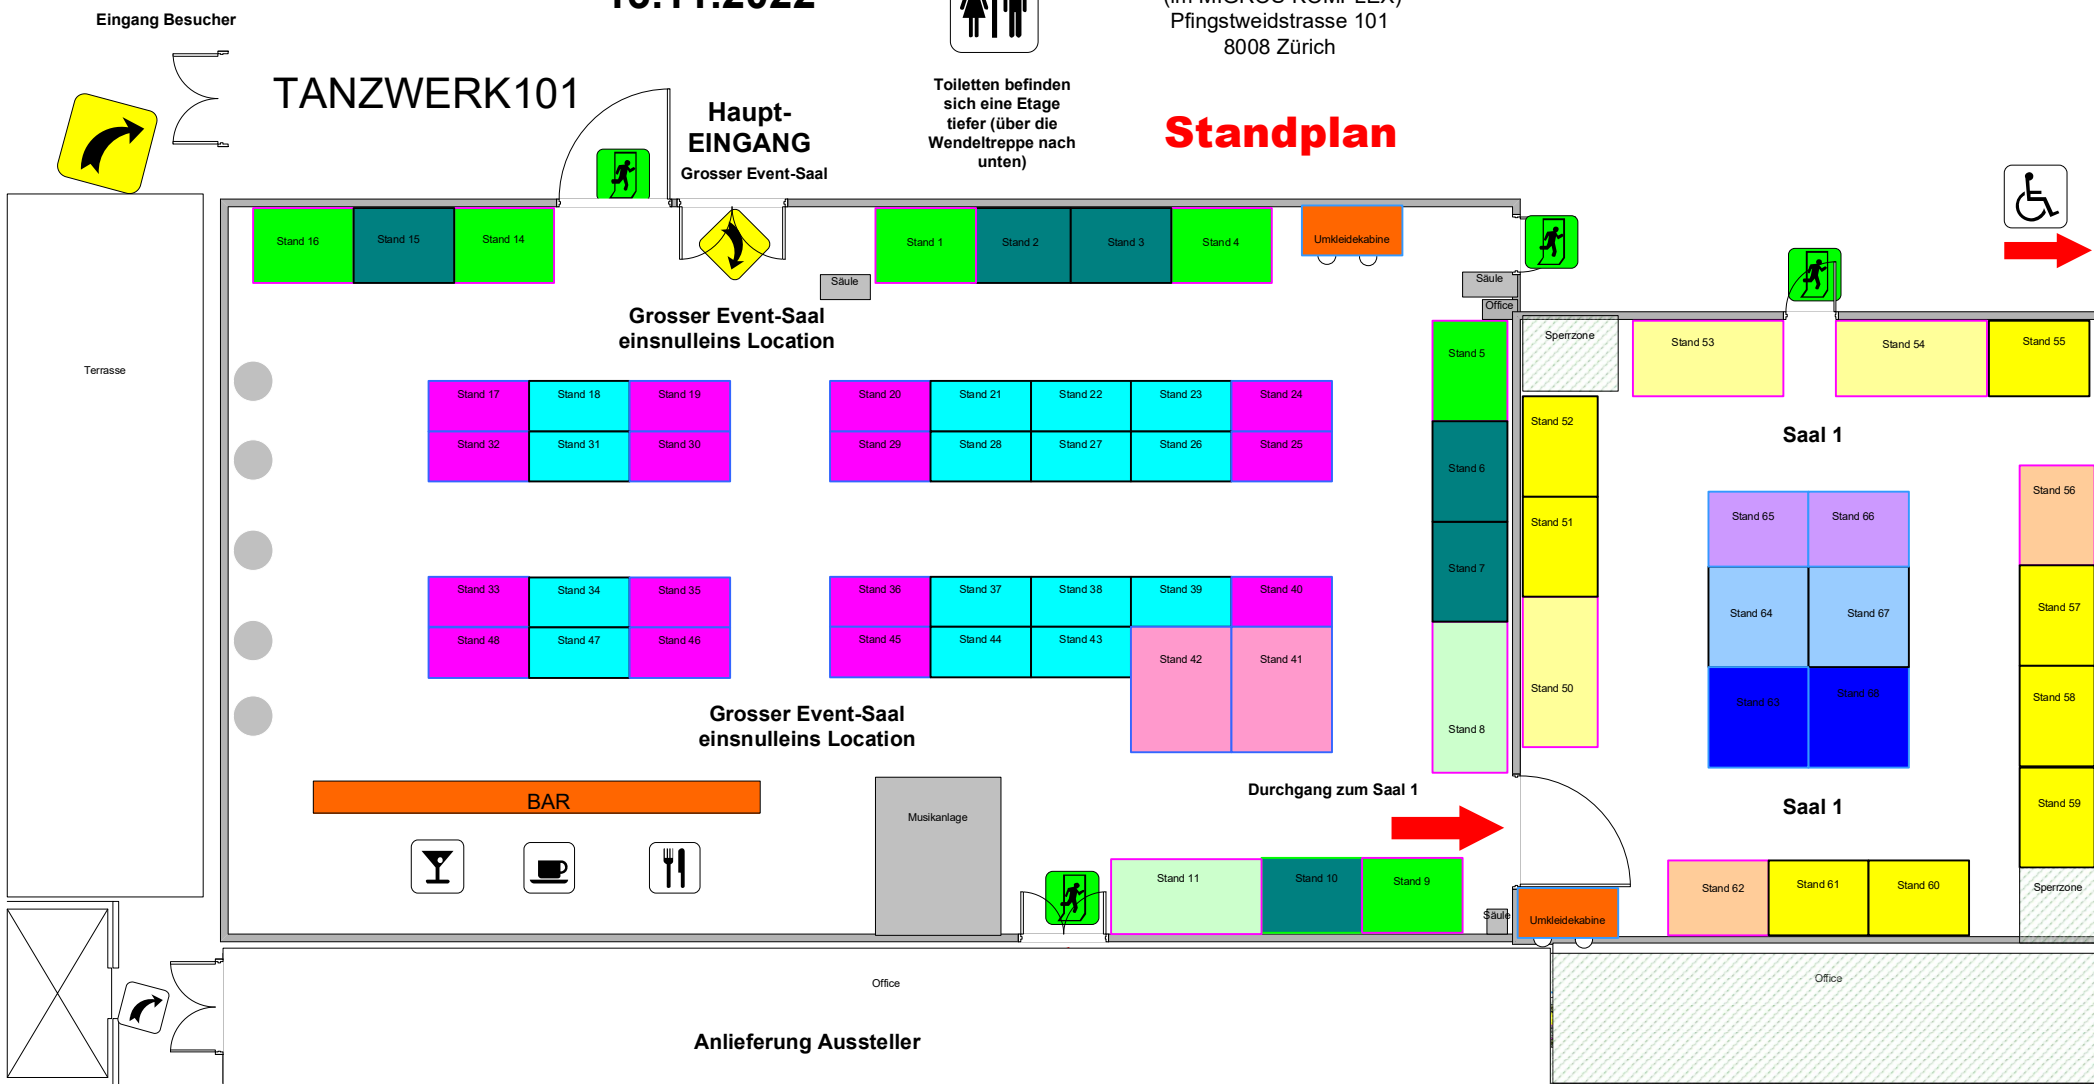 Eingang Besucher
Pfingstweidstrasse 101
8008 Zürich
TANZWERK101
Haupt-
EINGANG
Grosser Event-Saal
Toiletten befinden
sich eine Etage
tiefer (über die
Wendeltreppe nach
unten)
Standplan
Stand 16
Stand 15
Stand 14
Stand 1
Stand 2
Stand 3
Stand 4
Umkleidekabine
Säule
Säule
Office
Grosser Event-Saal
einsnulleins Location
Terrasse
Stand 5
Sperrzone
Stand 53
Stand 54
Stand 55
Stand 17
Stand 18
Stand 19
Stand 20
Stand 21
Stand 22
Stand 23
Stand 24
Stand 32
Stand 31
Stand 30
Stand 29
Stand 28
Stand 27
Stand 26
Stand 25
Stand 52
Saal 1
Stand 6
Stand 51
Stand 56
Stand 65
Stand 66
Stand 7
Stand 33
Stand 34
Stand 35
Stand 36
Stand 37
Stand 38
Stand 39
Stand 40
Stand 64
Stand 67
Stand 57
Stand 48
Stand 47
Stand 46
Stand 45
Stand 44
Stand 43
Stand 42
Stand 41
Stand 50
Stand 63
Stand 68
Stand 58
Grosser Event-Saal
einsnulleins Location
Stand 8
Durchgang zum Saal 1
Saal 1
Stand 59
BAR
Musikanlage
Stand 11
Stand 10
Stand 9
Säule
Umkleidekabine
Stand 62
Stand 61
Stand 60
Sperrzone
Office
Office
Anlieferung Aussteller